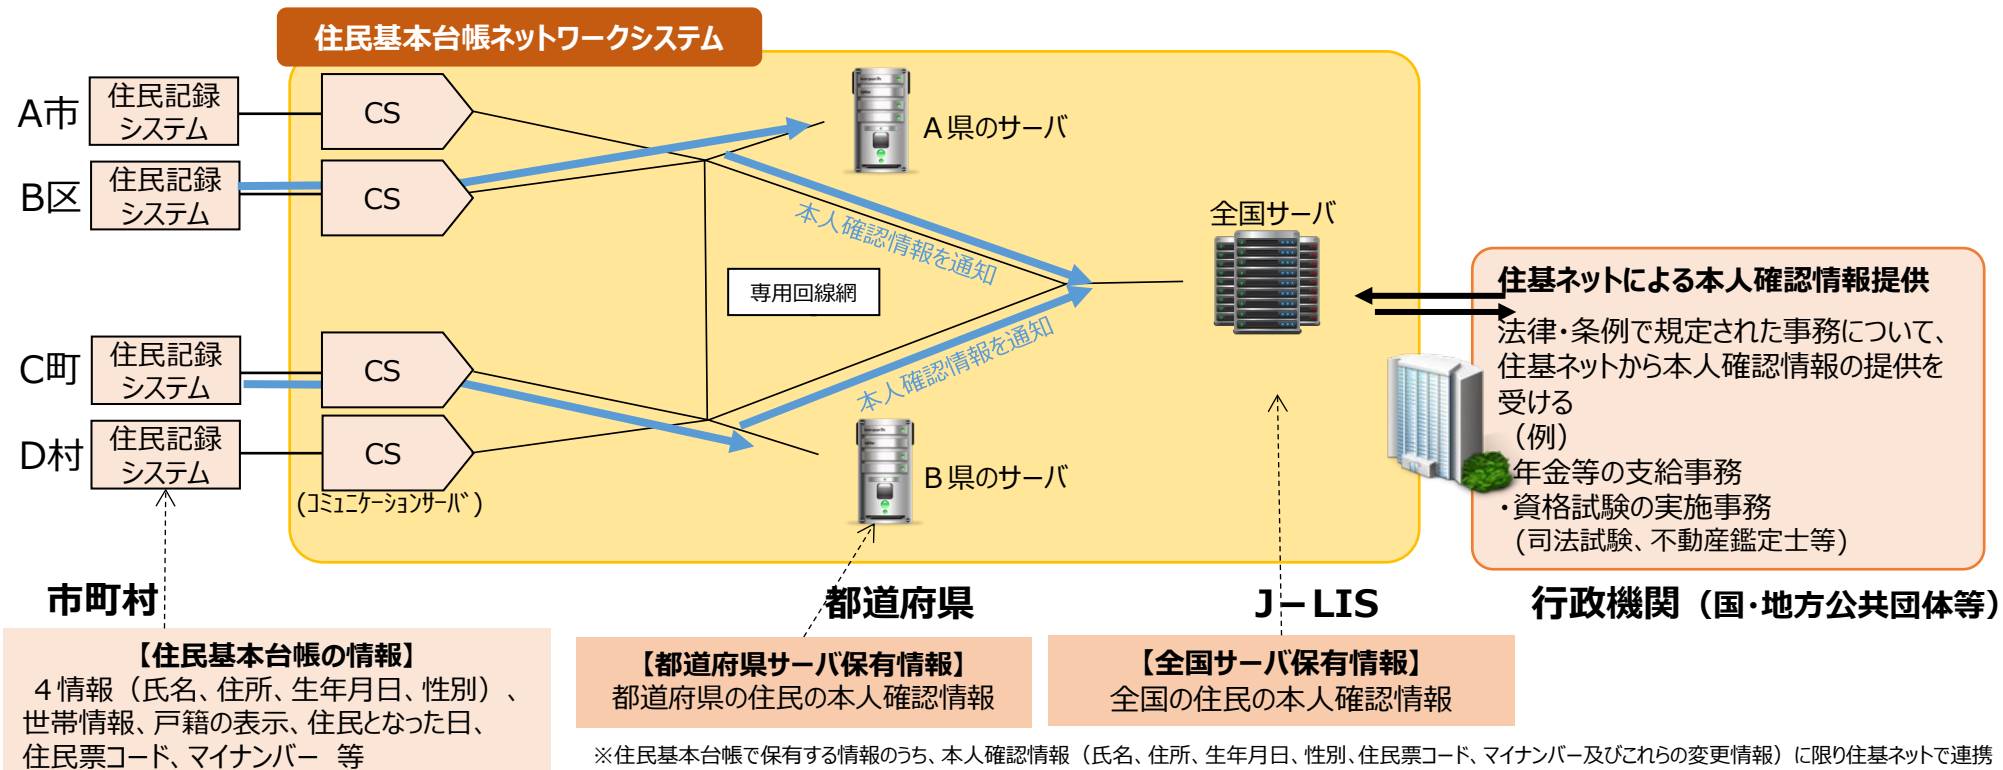 住民基本台帳ネットワークシステム
A市
住民記録
システム
CS
A県のサーバ
B区
住民記録
システム
CS
本人確認情報を通知
全国サーバ
専用回線網
住基ネットによる本人確認情報提供
法律・条例で規定された事務について、
住基ネットから本人確認情報の提供を
受ける
（例）
年金等の支給事務
・資格試験の実施事務
(司法試験、不動産鑑定士等)
C町
住民記録
システム
CS
本人確認情報を通知
D村
住民記録
システム
CS
(ｺﾐｭﾆｹｰｼｮﾝｻｰﾊﾞ)
B県のサーバ
市町村
都道府県
J－LIS
行政機関（国・地方公共団体等）
【住民基本台帳の情報】
４情報（氏名、住所、生年月日、性別）、
世帯情報、戸籍の表示、住民となった日、
住民票コード、マイナンバー 等
【都道府県サーバ保有情報】
都道府県の住民の本人確認情報
【全国サーバ保有情報】
全国の住民の本人確認情報
※住民基本台帳で保有する情報のうち、本人確認情報（氏名、住所、生年月日、性別、住民票コード、マイナンバー及びこれらの変更情報）に限り住基ネットで連携